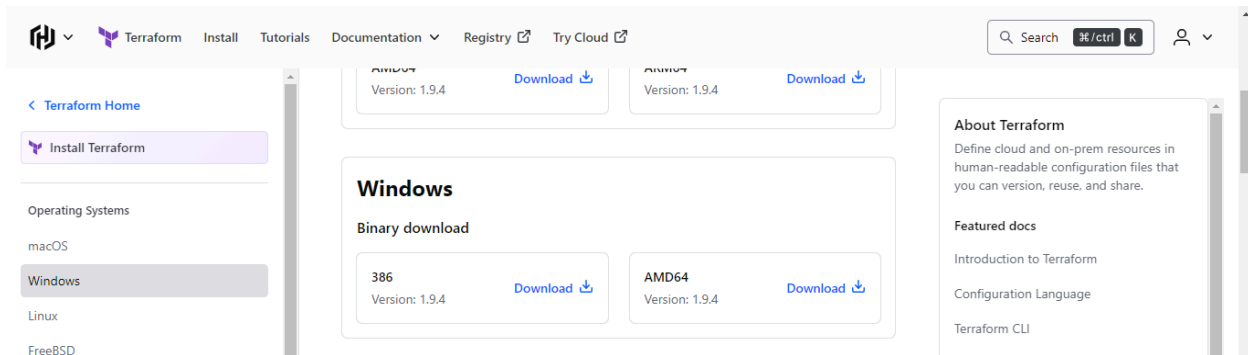 Terraform Install Tutorials Documentation Registry Try Cloud Search ⌘/ctrl K
Terraform Home
Install Terraform
Operating Systems
macOS
Windows
Linux
FreeBSD
AMD64
Version: 1.9.4
Download
ARM64
Version: 1.9.4
Download
Windows
Binary download
386
Version: 1.9.4
Download
AMD64
Version: 1.9.4
Download
About Terraform
Define cloud and on-prem resources in
human-readable configuration files that
you can version, reuse, and share.
Featured docs
Introduction to Terraform
Configuration Language
Terraform CLI